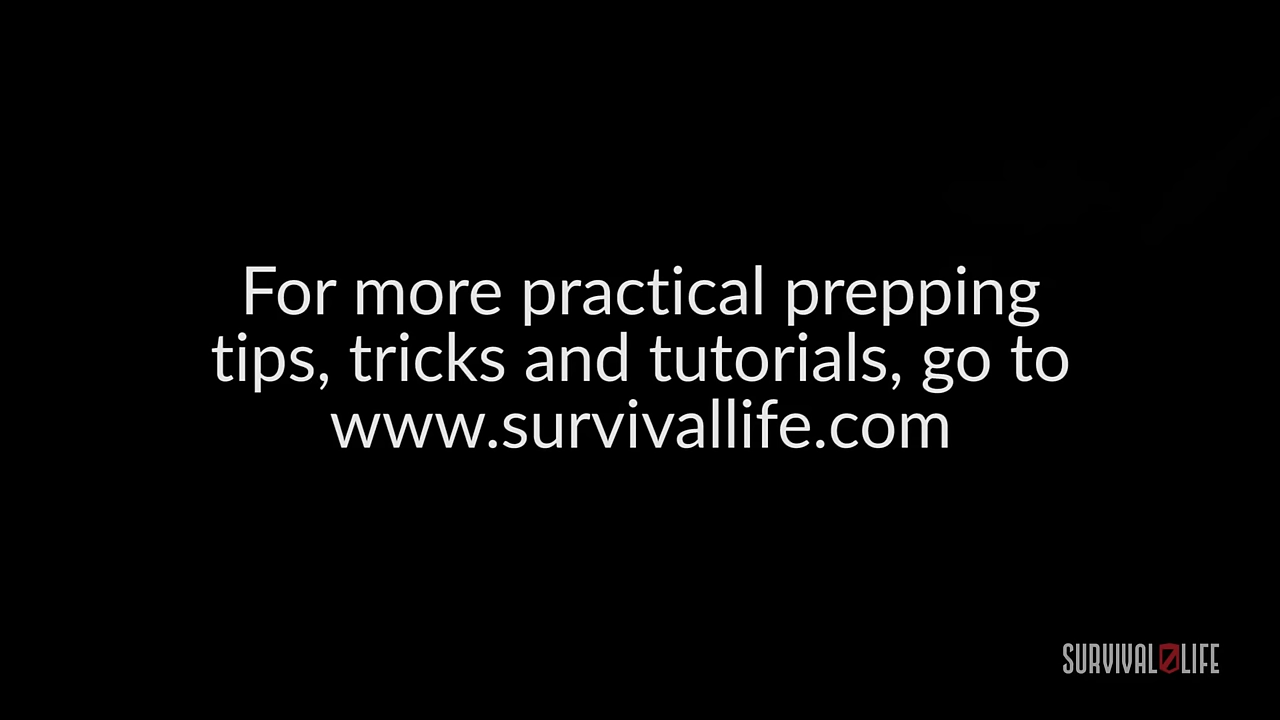 For more practical prepping
tips, tricks and tutorials, go to
www.survivallife.com
SURVIVAL LIFE